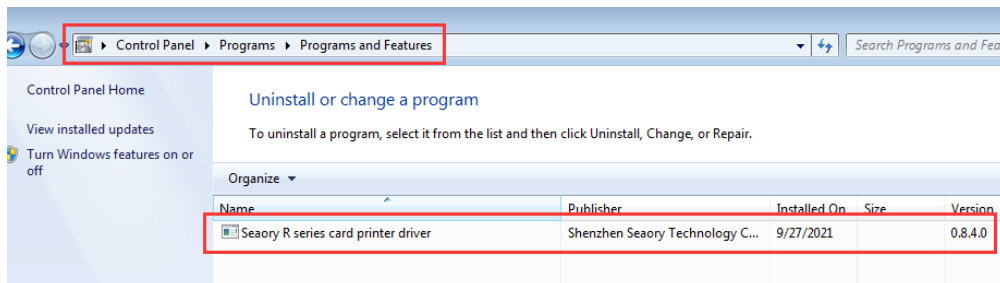 Control Panel ▸ Programs ▸ Programs and Features
Search Programs and Fea
Control Panel Home
Uninstall or change a program
View installed updates
To uninstall a program, select it from the list and then click Uninstall, Change, or Repair.
Turn Windows features on or
off
Organize
Name Publisher Installed On Size Version
Seaory R series card printer driver Shenzhen Seaory Technology C... 9/27/2021 0.8.4.0